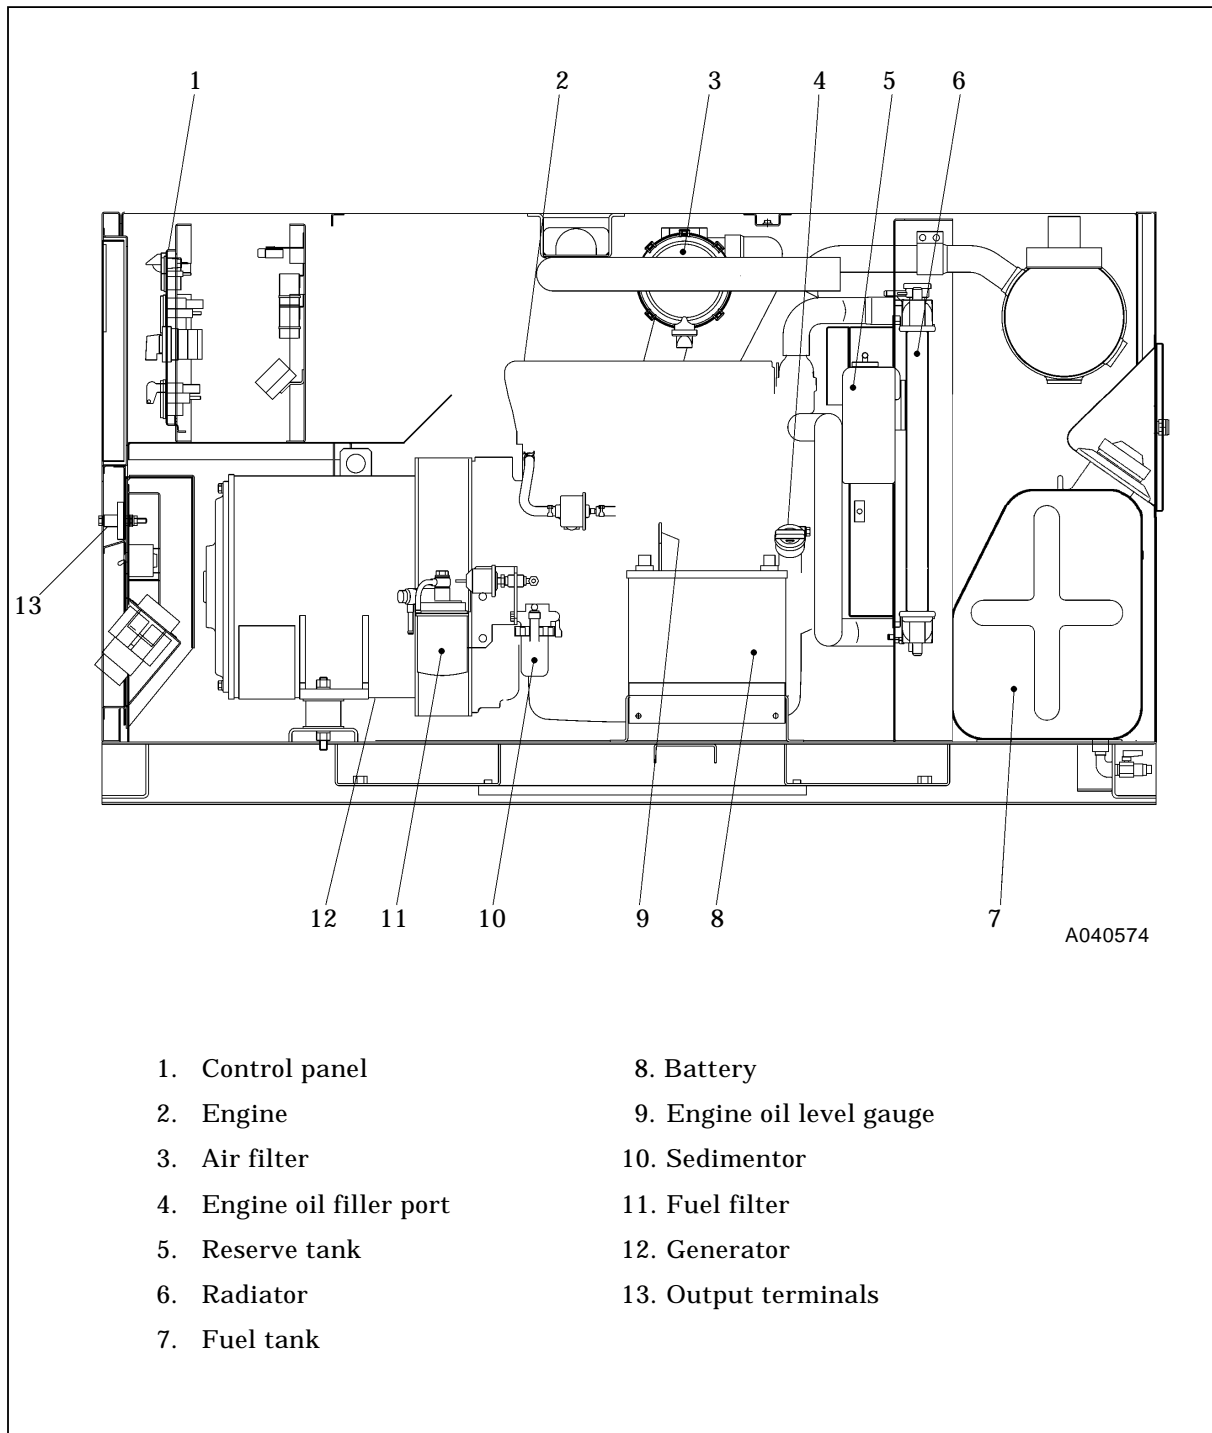 1 2 3 4 5 6
13
12 11 10 9 8 7
A040574
1. Control panel
2. Engine
3. Air filter
4. Engine oil filler port
5. Reserve tank
6. Radiator
7. Fuel tank
8. Battery
9. Engine oil level gauge
10. Sedimentor
11. Fuel filter
12. Generator
13. Output terminals